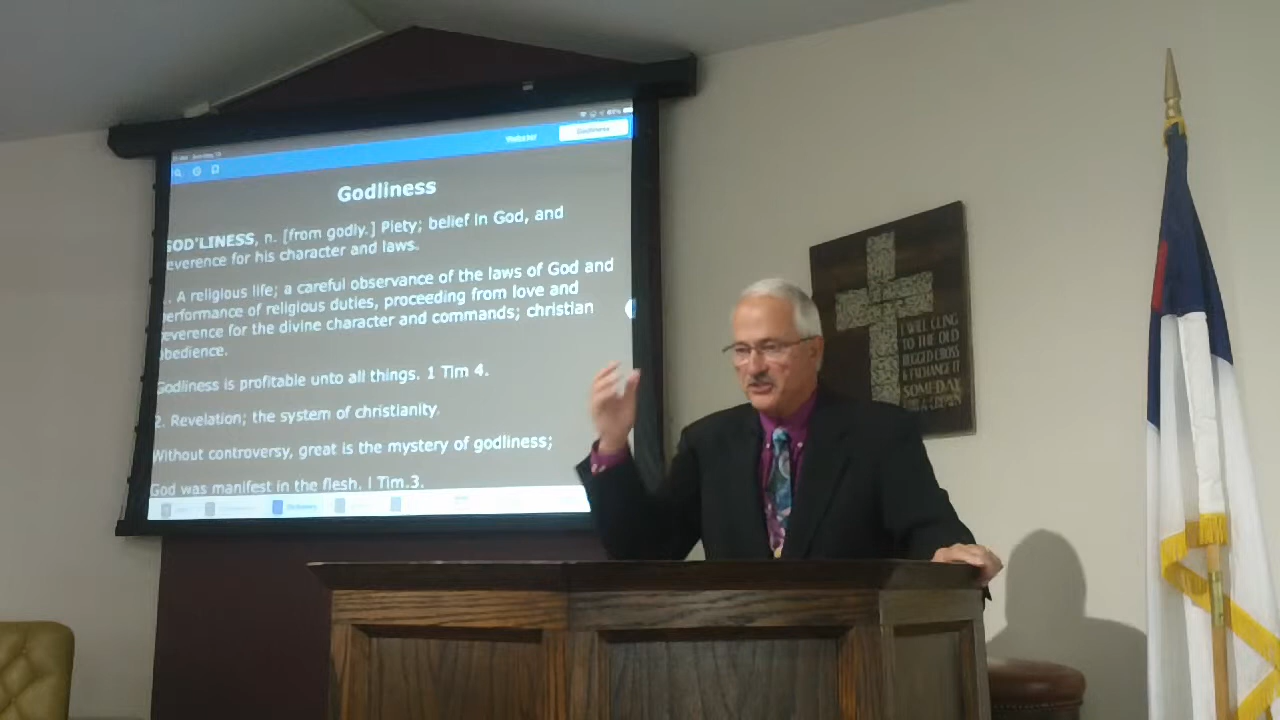 Webster
Godliness
Godliness
GOD'LINESS, n. [from godly.] Piety; belief in God, and
reverence for his character and laws.
. A religious life; a careful observance of the laws of God and
performance of religious duties, proceeding from love and
reverence for the divine character and commands; christian
obedience.
Godliness is profitable unto all things. 1 Tim 4.
2. Revelation; the system of christianity.
Without controversy, great is the mystery of godliness;
God was manifest in the flesh. I Tim.3.
Dictionary
I WILL CLING
TO THE OLD
RUGGED CROSS
& EXCHANGE IT
SOMEDAY
FOR A CROWN